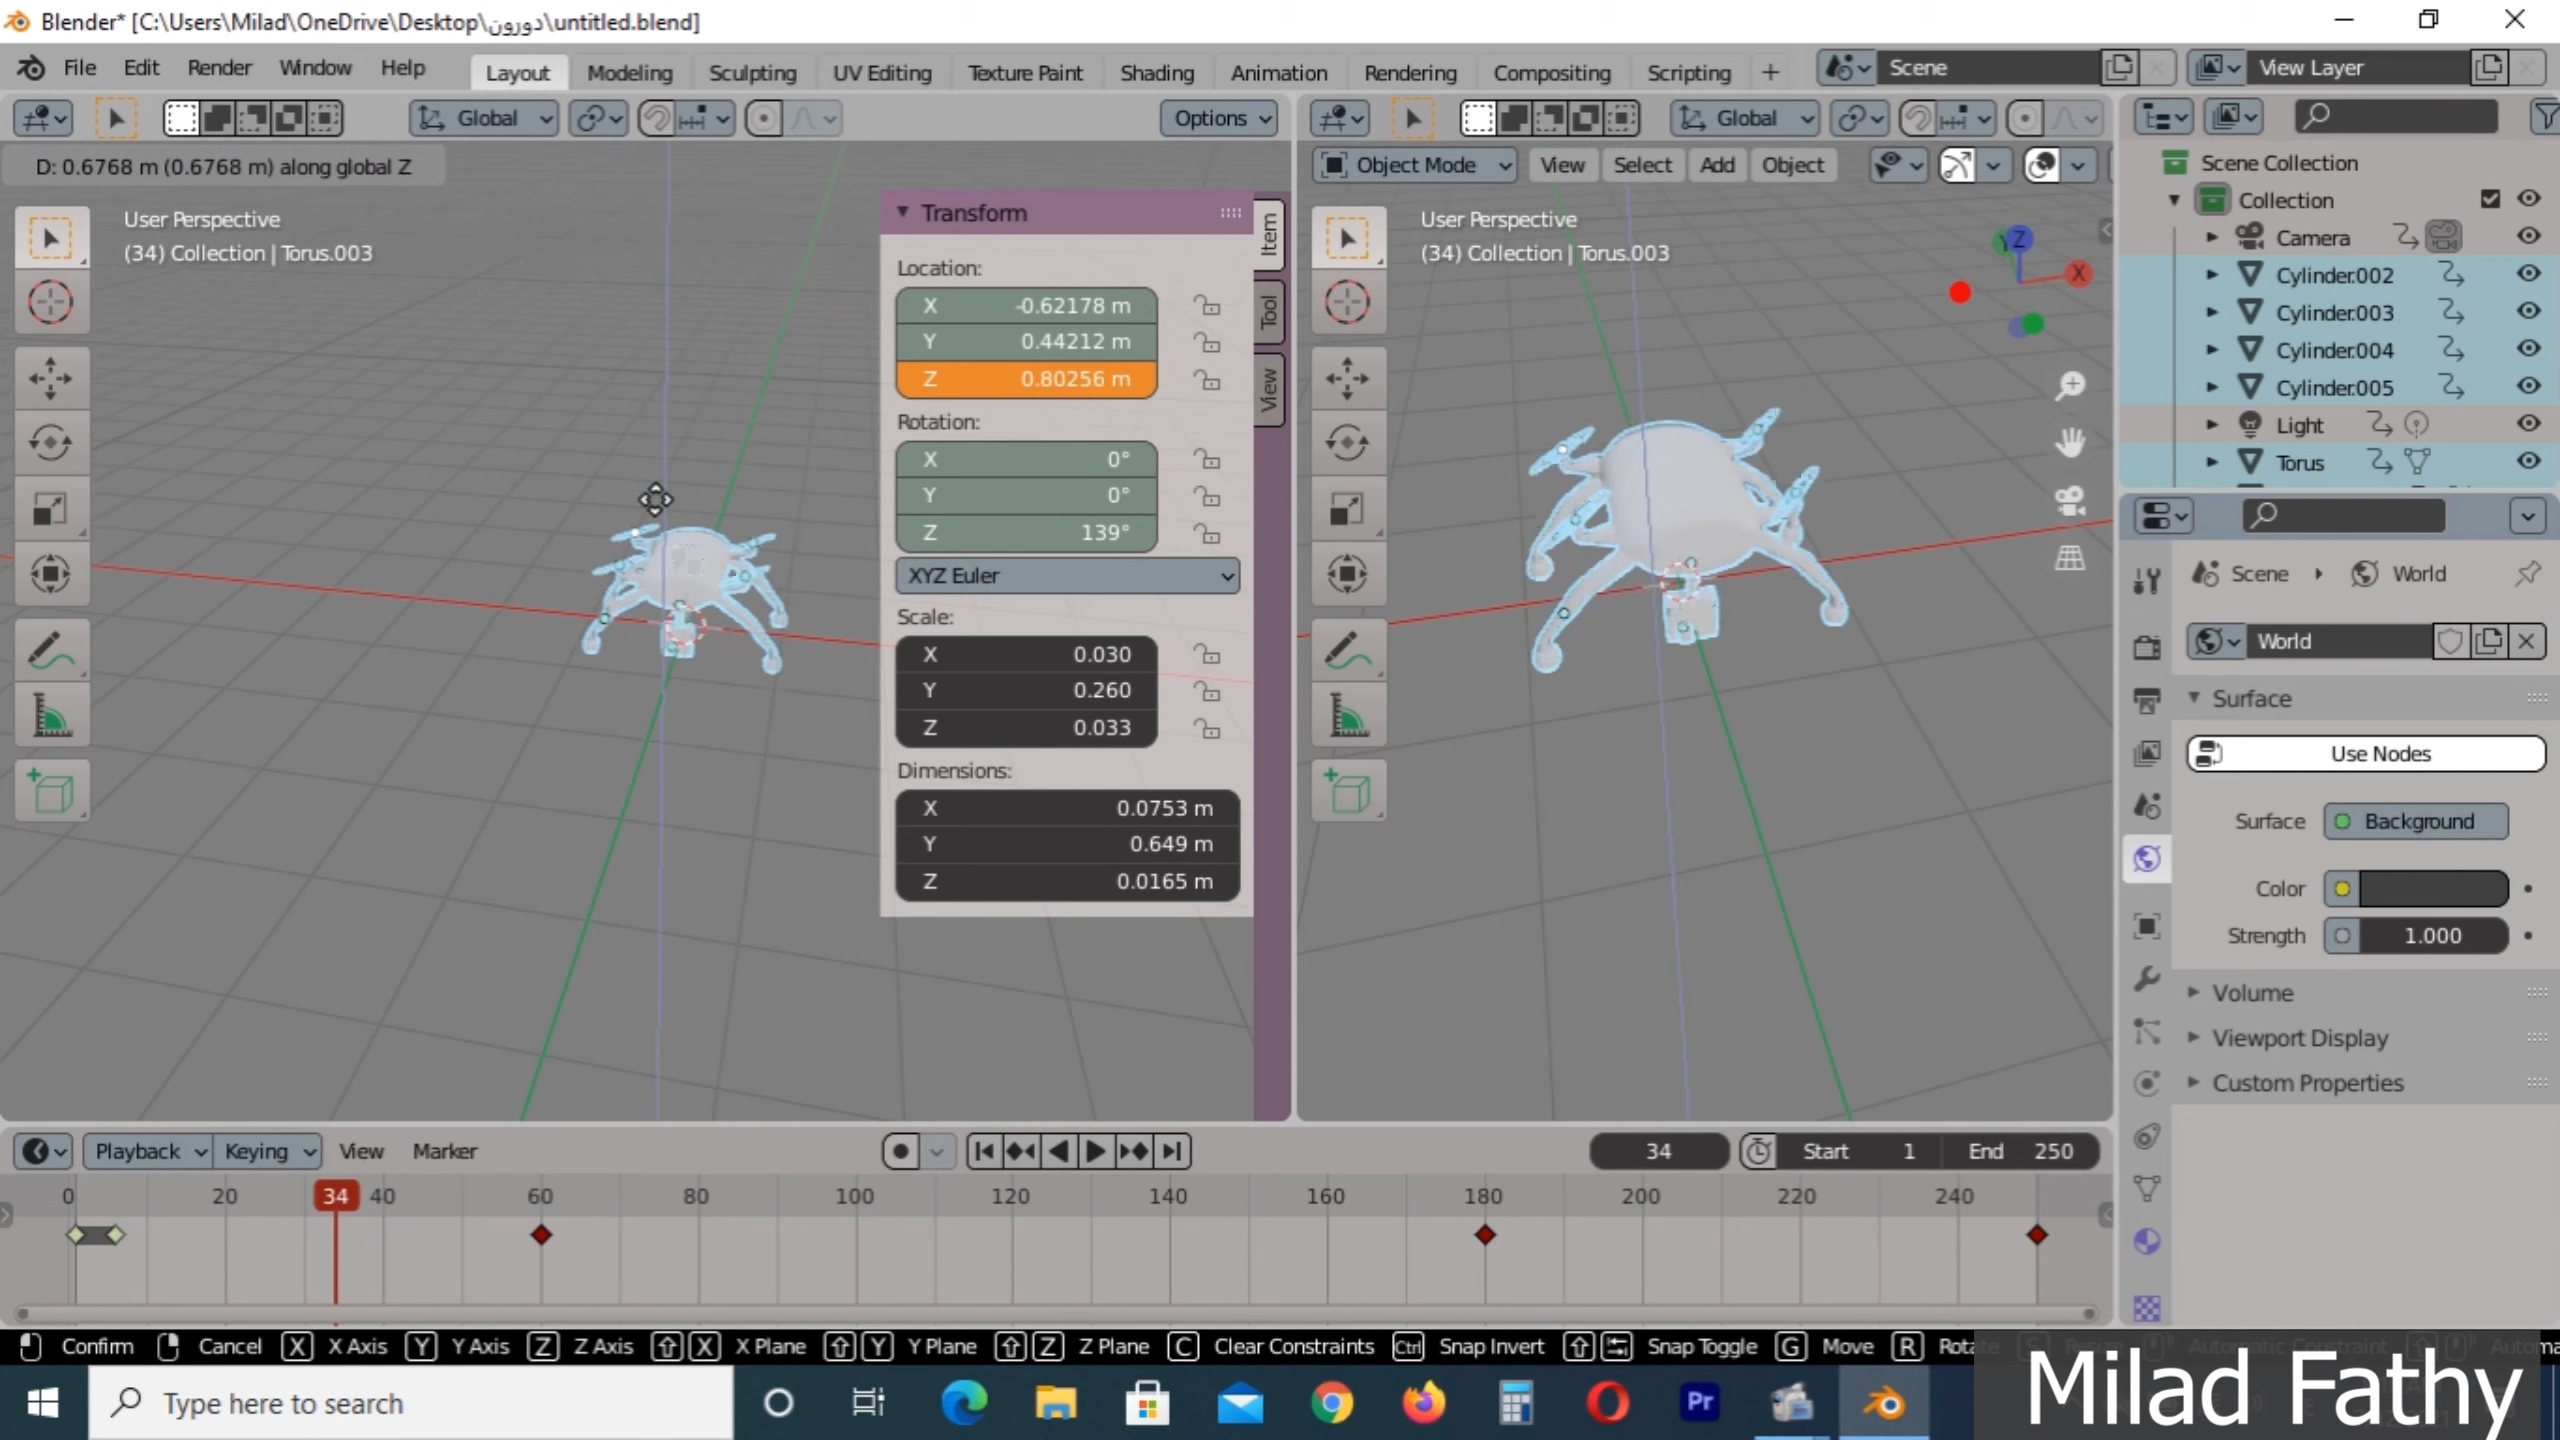 Blender* [C:\Users\Milad\OneDrive\Desktop\دورون\untitled.blend]
File Edit Render Window Help Layout Modeling Sculpting UV Editing Texture Paint Shading Animation Rendering Compositing Scripting + Scene View Layer
Global Options Global
D: 0.6768 m (0.6768 m) along global Z
Object Mode View Select Add Object
User Perspective
(34) Collection | Torus.003
Transform
Location:
X -0.62178 m
Y 0.44212 m
Z 0.80256 m
Rotation:
X 0°
Y 0°
Z 139°
XYZ Euler
Scale:
X 0.030
Y 0.260
Z 0.033
Dimensions:
X 0.0753 m
Y 0.649 m
Z 0.0165 m
Item
Tool
View
User Perspective
(34) Collection | Torus.003
Z
X
Scene Collection
Collection
Camera
Cylinder.002
Cylinder.003
Cylinder.004
Cylinder.005
Light
Torus
Scene World
World
Surface
Use Nodes
Surface Background
Color
Strength 1.000
Volume
Viewport Display
Custom Properties
Playback Keying View Marker 34 Start 1 End 250
0 20 34 40 60 80 100 120 140 160 180 200 220 240
Confirm Cancel X X Axis Y Y Axis Z Z Axis X X Plane Y Y Plane Z Z Plane C Clear Constraints Ctrl Snap Invert Snap Toggle G Move R Rotate
Type here to search
Pr
Milad Fathy